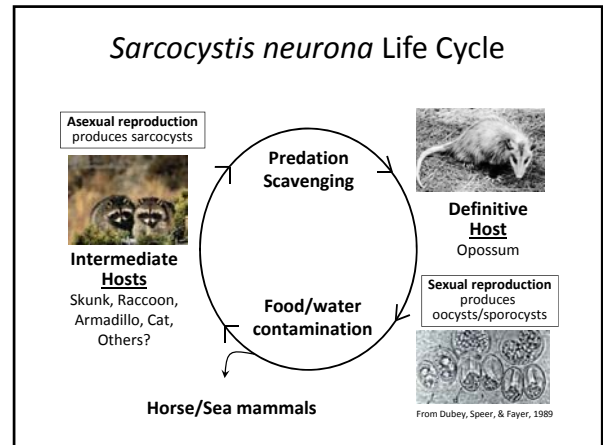 Sarcocystis neurona Life Cycle
Asexual reproduction
produces sarcocysts
Predation
Scavenging
Definitive
Host
Opossum
Intermediate
Hosts
Skunk, Raccoon,
Armadillo, Cat,
Others?
Sexual reproduction
produces
oocysts/sporocysts
Food/water
contamination
From Dubey, Speer, & Fayer, 1989
Horse/Sea mammals